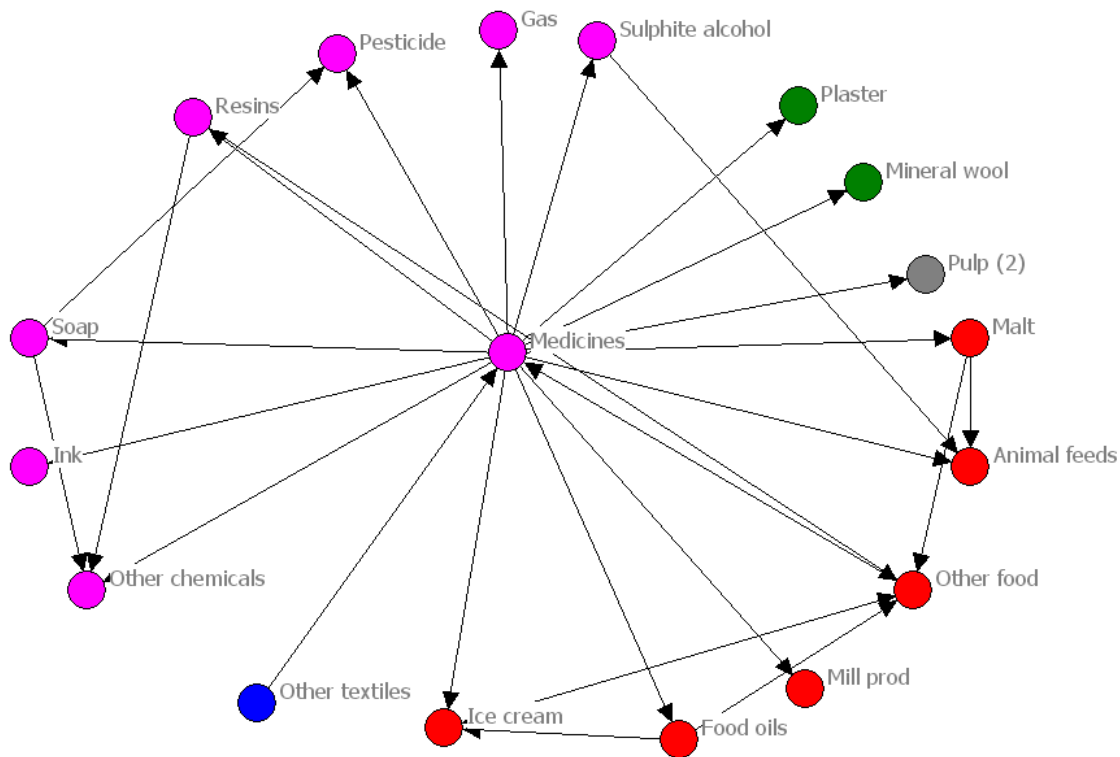 Gas
Sulphite alcohol
Pesticide
Plaster
Resins
Mineral wool
Pulp (2)
Soap
Medicines
Malt
Ink
Animal feeds
Other chemicals
Other food
Other textiles
Ice cream
Food oils
Mill prod